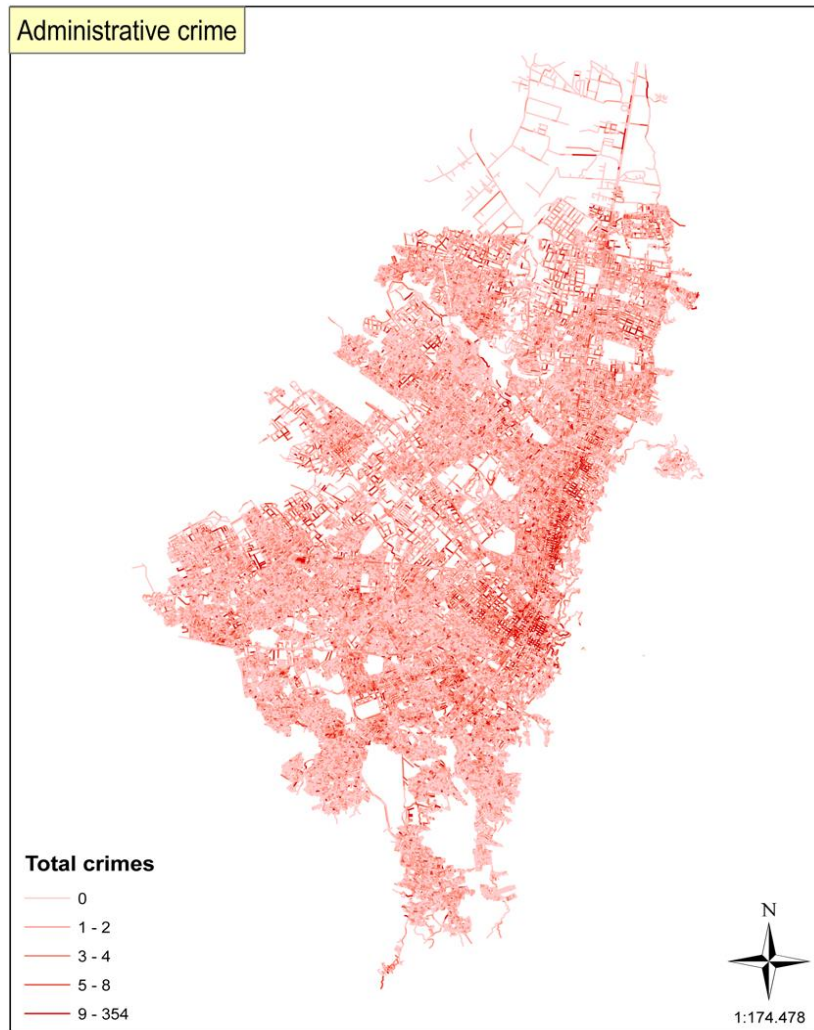 Administrative crime
Total crimes
0
1 - 2
3 - 4
5 - 8
9 - 354
N
1:174.478